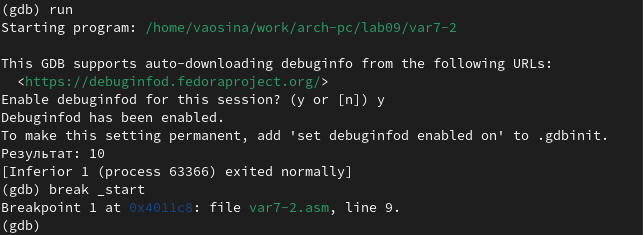 (gdb) run
Starting program: /home/vaosina/work/arch-pc/lab09/var7-2

This GDB supports auto-downloading debuginfo from the following URLs:
  <https://debuginfod.fedoraproject.org/>
Enable debuginfod for this session? (y or [n]) y
Debuginfod has been enabled.
To make this setting permanent, add 'set debuginfod enabled on' to .gdbinit.
Результат: 10
[Inferior 1 (process 63366) exited normally]
(gdb) break _start
Breakpoint 1 at 0x4011c8: file var7-2.asm, line 9.
(gdb)